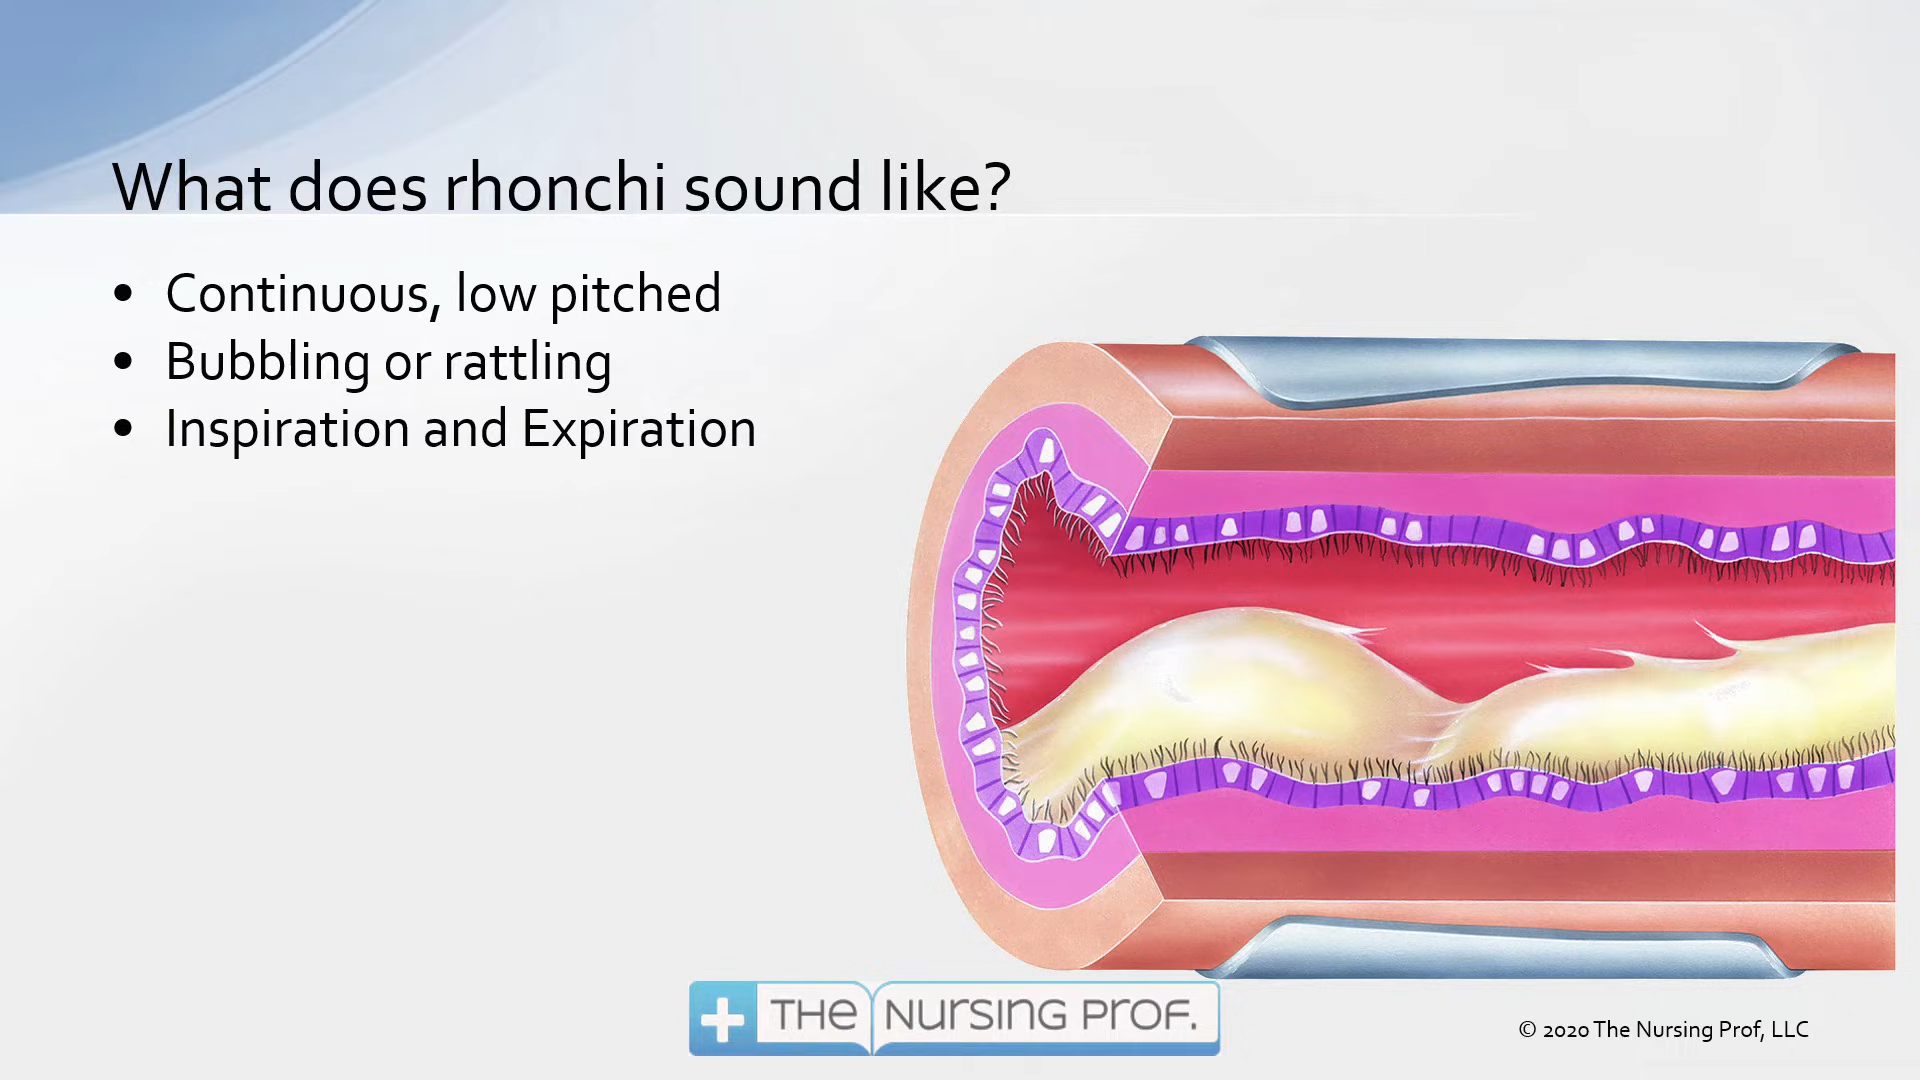 What does rhonchi sound like?
• Continuous, low pitched
• Bubbling or rattling
• Inspiration and Expiration
THE NURSING PROF.
© 2020 The Nursing Prof, LLC